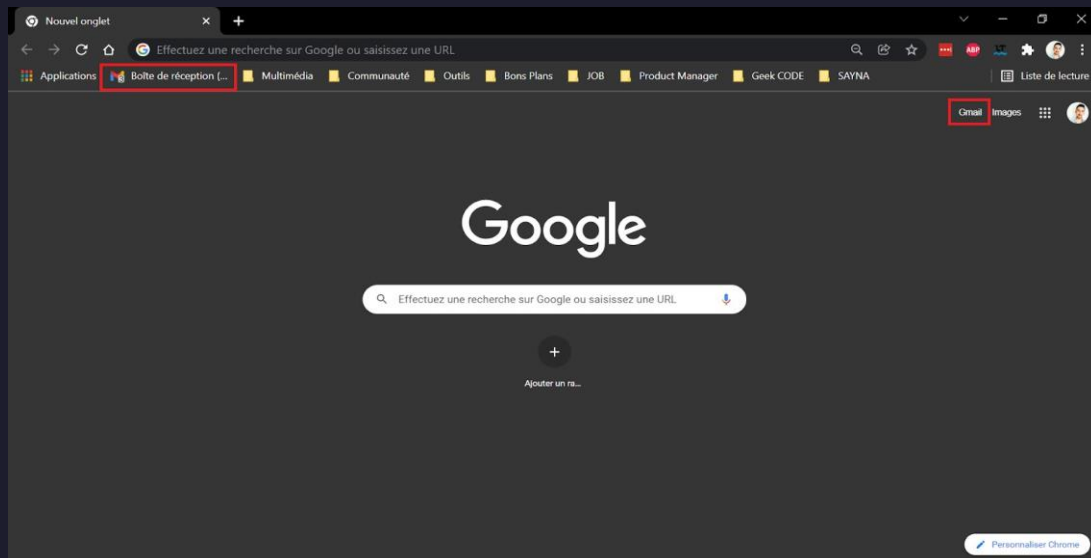 Nouvel onglet
Effectuez une recherche sur Google ou saisissez une URL
ABP
Applications Boîte de réception (... Multimédia Communauté Outils Bons Plans JOB Product Manager Geek CODE SAYNA Liste de lecture
Gmail Images
Google
Effectuez une recherche sur Google ou saisissez une URL
Ajouter un ra...
Personnaliser Chrome